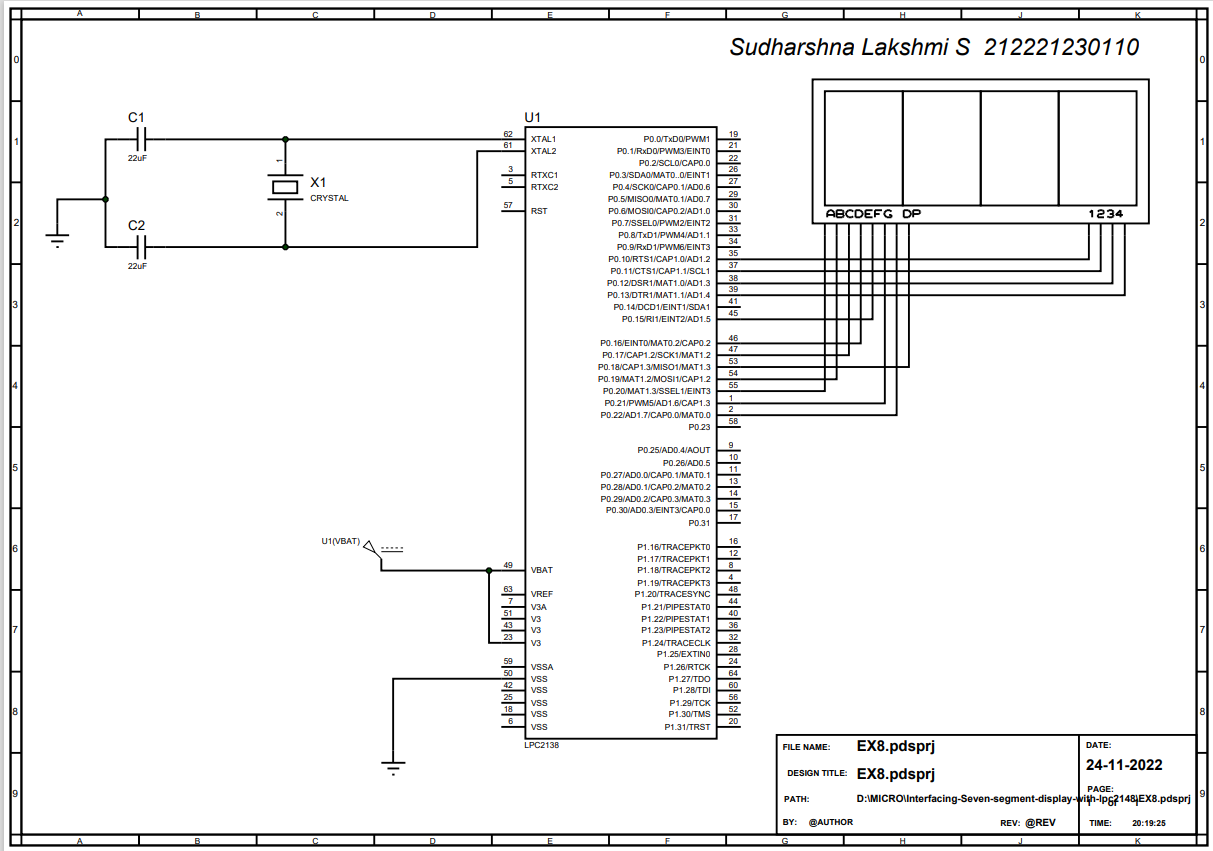 A B C D E F G H J K
Sudharshna Lakshmi S 212221230110
0 0
1 1
2 2
3 3
4 4
5 5
6 6
7 7
8 8
9 9
C1
22uF
C2
22uF
1
X1
CRYSTAL
2
U1
62 XTAL1
61 XTAL2
3 RTXC1
5 RTXC2
57 RST
49 VBAT
63 VREF
7 V3A
51 V3
43 V3
23 V3
59 VSSA
50 VSS
42 VSS
25 VSS
18 VSS
6 VSS
P0.0/TxD0/PWM1 19
P0.1/RxD0/PWM3/EINT0 21
P0.2/SCL0/CAP0.0 22
P0.3/SDA0/MAT0..0/EINT1 26
P0.4/SCK0/CAP0.1/AD0.6 27
P0.5/MISO0/MAT0.1/AD0.7 29
P0.6/MOSI0/CAP0.2/AD1.0 30
P0.7/SSEL0/PWM2/EINT2 31
P0.8/TxD1/PWM4/AD1.1 33
P0.9/RxD1/PWM6/EINT3 34
P0.10/RTS1/CAP1.0/AD1.2 35
P0.11/CTS1/CAP1.1/SCL1 37
P0.12/DSR1/MAT1.0/AD1.3 38
P0.13/DTR1/MAT1.1/AD1.4 39
P0.14/DCD1/EINT1/SDA1 41
P0.15/RI1/EINT2/AD1.5 45
P0.16/EINT0/MAT0.2/CAP0.2 46
P0.17/CAP1.2/SCK1/MAT1.2 47
P0.18/CAP1.3/MISO1/MAT1.3 53
P0.19/MAT1.2/MOSI1/CAP1.2 54
P0.20/MAT1.3/SSEL1/EINT3 55
P0.21/PWM5/AD1.6/CAP1.3 1
P0.22/AD1.7/CAP0.0/MAT0.0 2
P0.23 58
P0.25/AD0.4/AOUT 9
P0.26/AD0.5 10
P0.27/AD0.0/CAP0.1/MAT0.1 11
P0.28/AD0.1/CAP0.2/MAT0.2 13
P0.29/AD0.2/CAP0.3/MAT0.3 14
P0.30/AD0.3/EINT3/CAP0.0 15
P0.31 17
P1.16/TRACEPKT0 16
P1.17/TRACEPKT1 12
P1.18/TRACEPKT2 8
P1.19/TRACEPKT3 4
P1.20/TRACESYNC 48
P1.21/PIPESTAT0 44
P1.22/PIPESTAT1 40
P1.23/PIPESTAT2 36
P1.24/TRACECLK 32
P1.25/EXTIN0 28
P1.26/RTCK 24
P1.27/TDO 64
P1.28/TDI 60
P1.29/TCK 56
P1.30/TMS 52
P1.31/TRST 20
LPC2138
U1(VBAT)
ABCDEFG DP 1234
FILE NAME: EX8.pdsprj
DESIGN TITLE: EX8.pdsprj
PATH: D:\MICRO\Interfacing-Seven-segment-display-with-lpc2148\EX8.pdsprj
BY: @AUTHOR REV: @REV
DATE:
24-11-2022
PAGE:
TIME: 20:19:25
A B C D E F G H J K